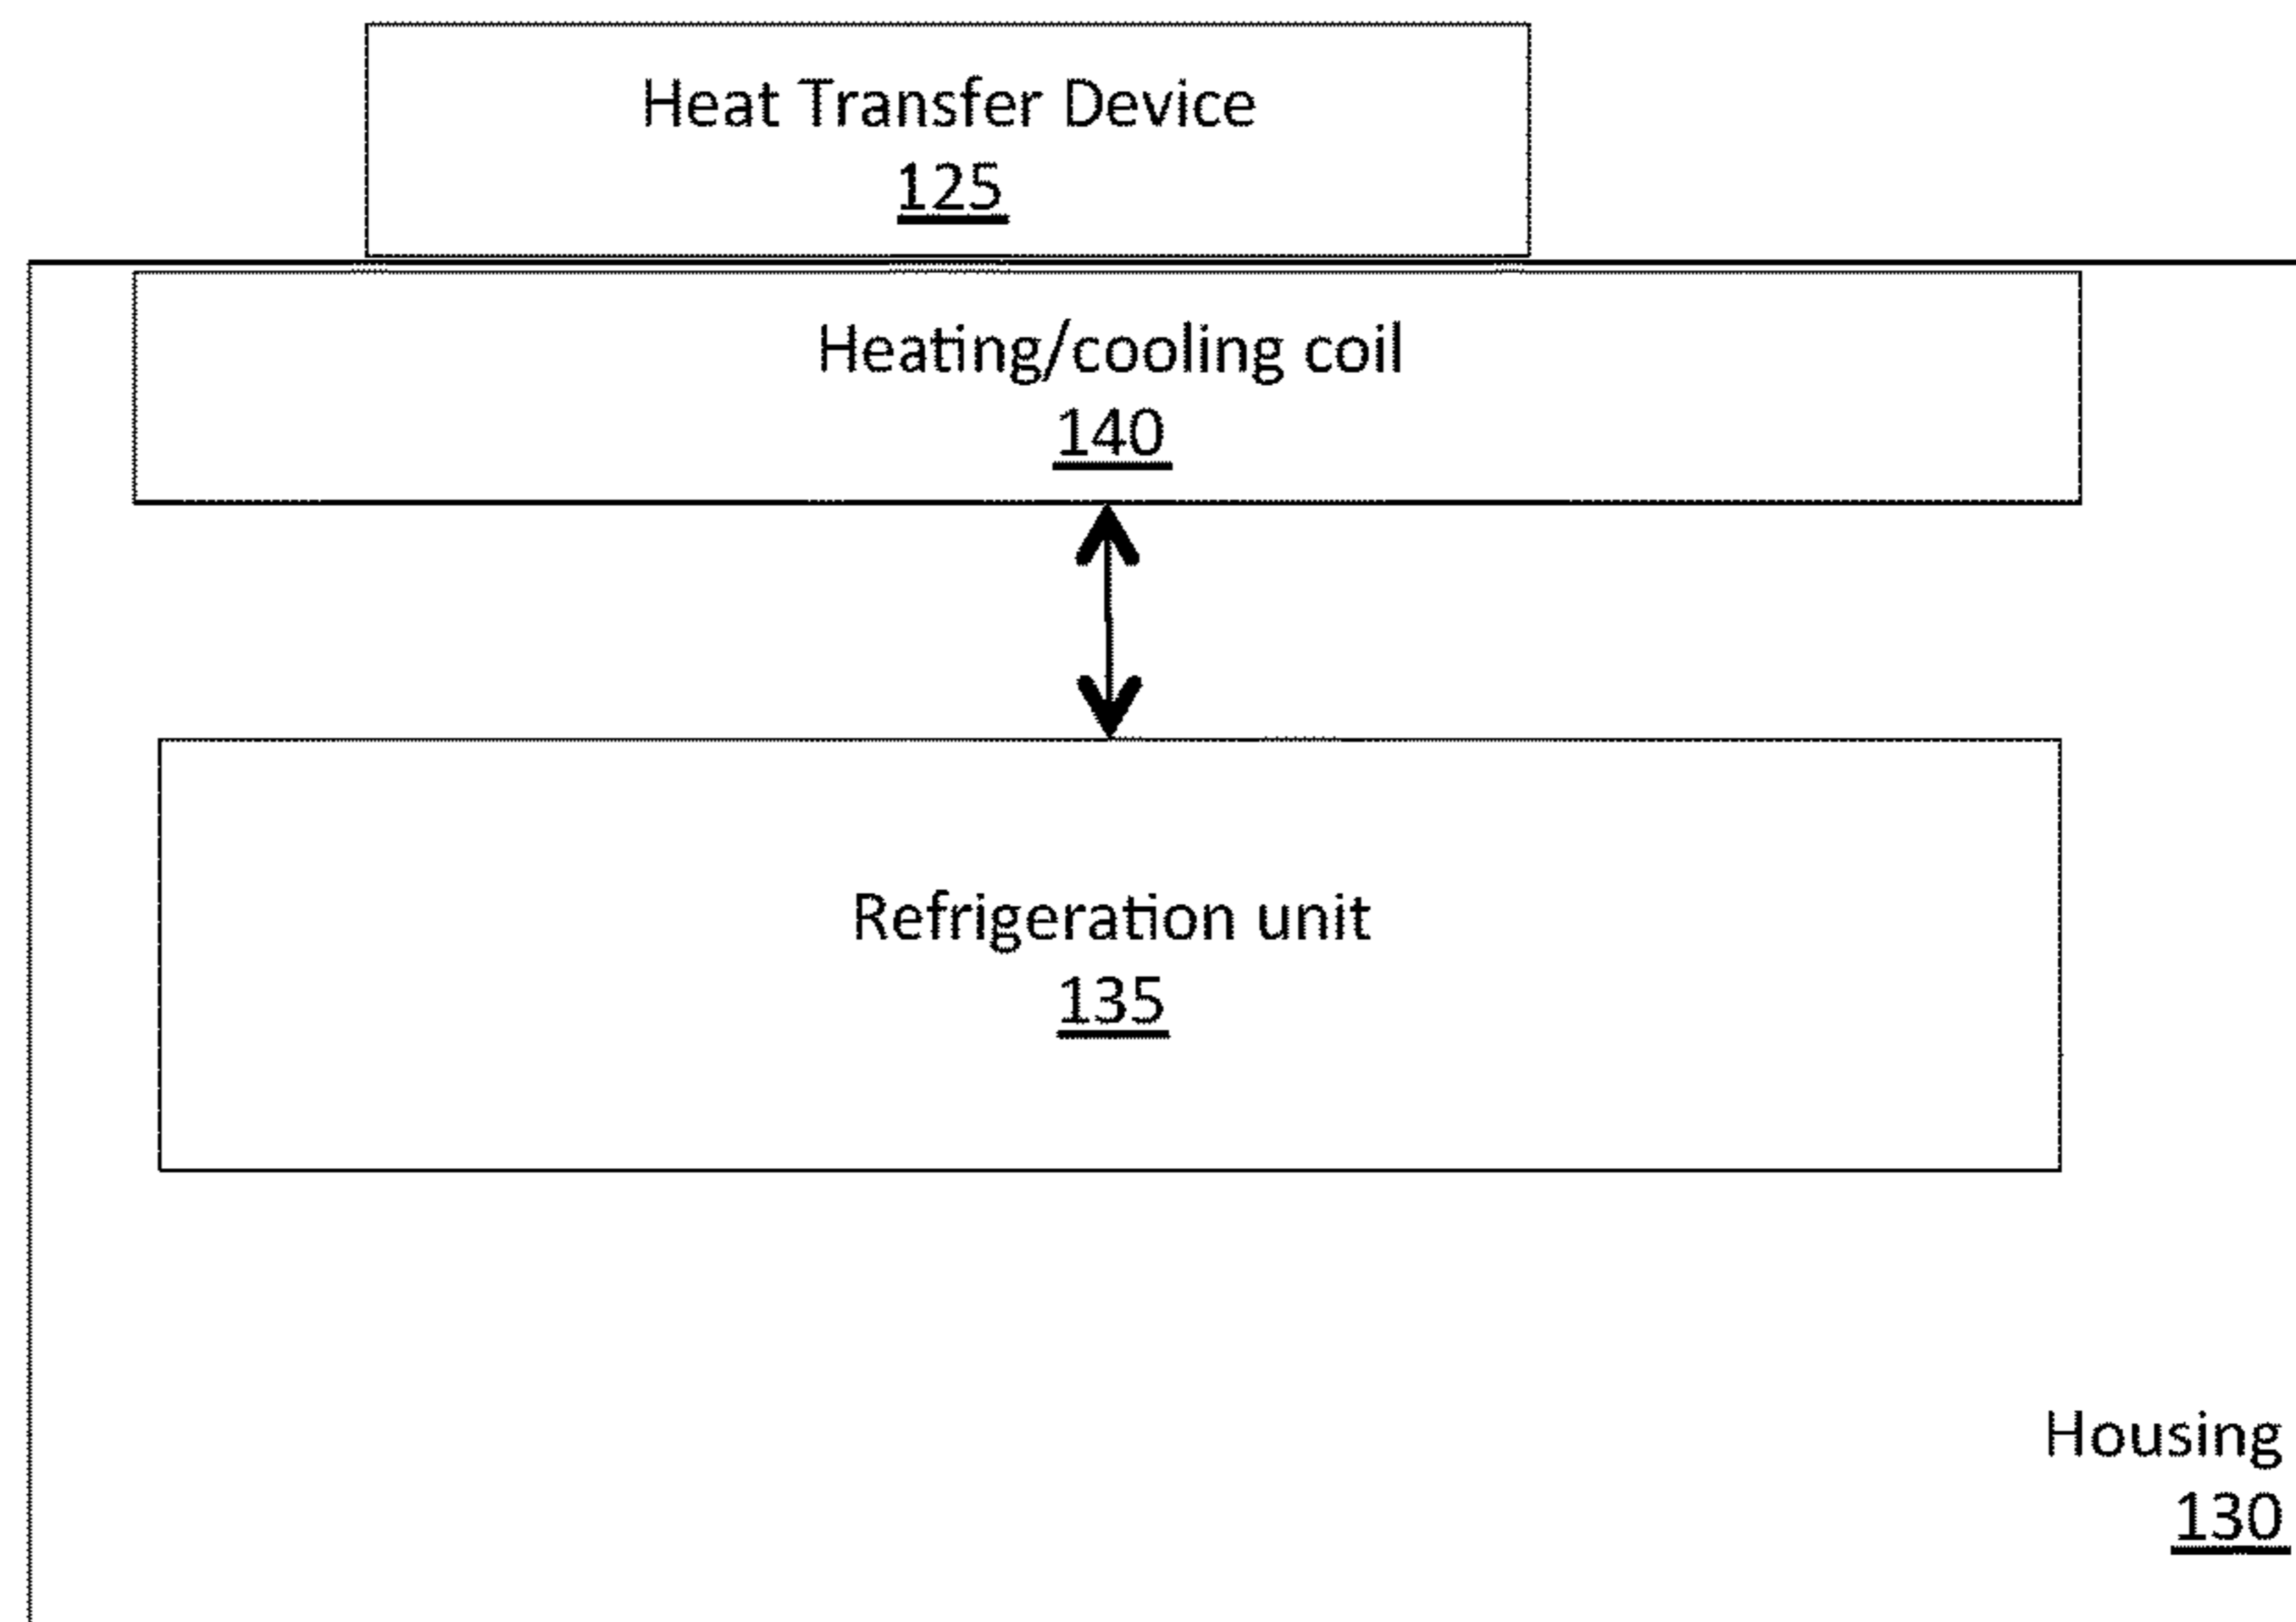 Heat Transfer Device
125
Heating/cooling coil
140
Refrigeration unit
135
Housing
130